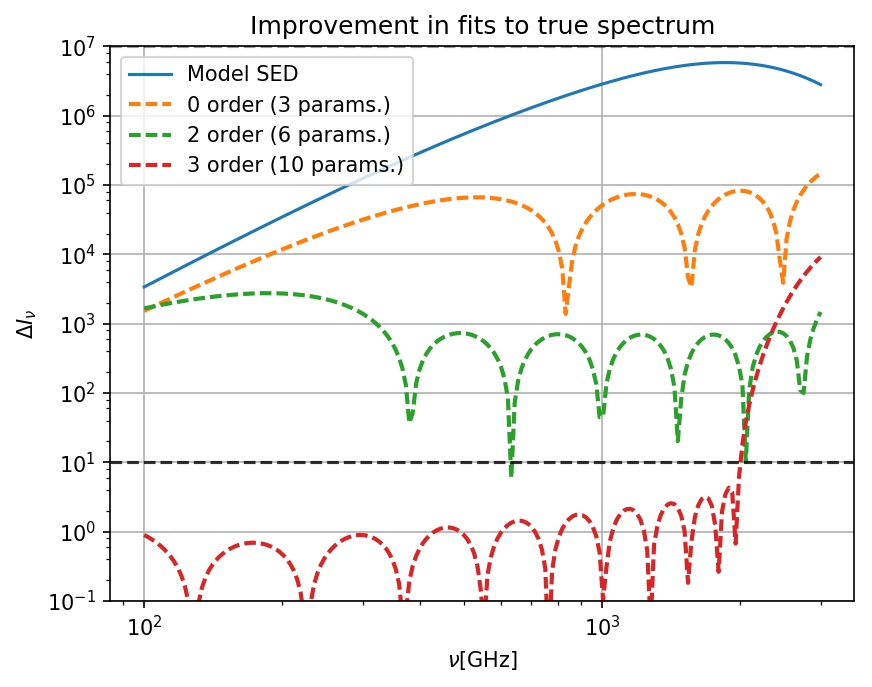 Improvement in fits to true spectrum
Model SED
0 order (3 params.)
2 order (6 params.)
3 order (10 params.)
10⁷
10⁶
10⁵
10⁴
10³
10²
10¹
10⁰
10⁻¹
ΔIν
10²
10³
ν[GHz]